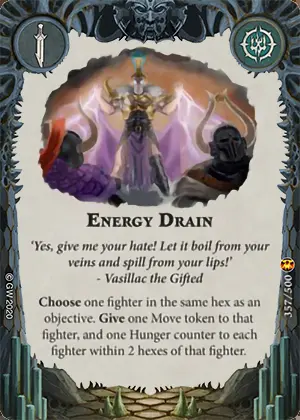 ENERGY DRAIN
‘Yes, give me your hate! Let it boil from your
veins and spill from your lips!’
- Vasillac the Gifted
Choose one fighter in the same hex as an
objective. Give one Move token to that
fighter, and one Hunger counter to each
fighter within 2 hexes of that fighter.
© GW 2020
357/500